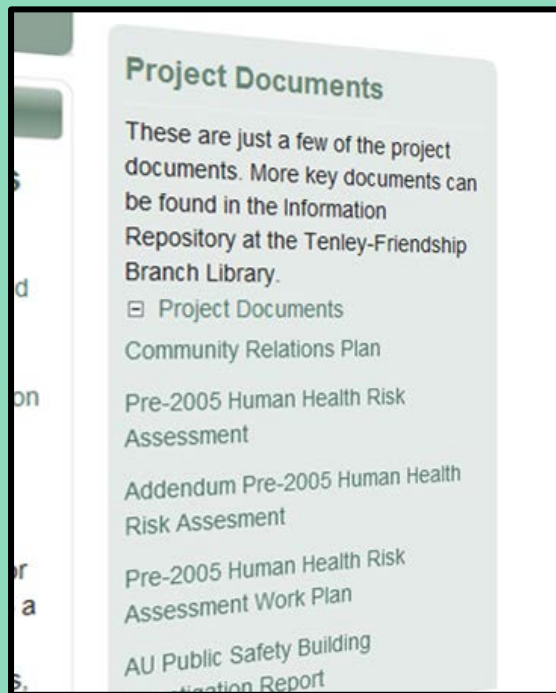 Project Documents
These are just a few of the project
documents. More key documents can
be found in the Information
Repository at the Tenley-Friendship
Branch Library.
Project Documents
Community Relations Plan
Pre-2005 Human Health Risk
Assessment
Addendum Pre-2005 Human Health
Risk Assesment
Pre-2005 Human Health Risk
Assessment Work Plan
AU Public Safety Building
Report